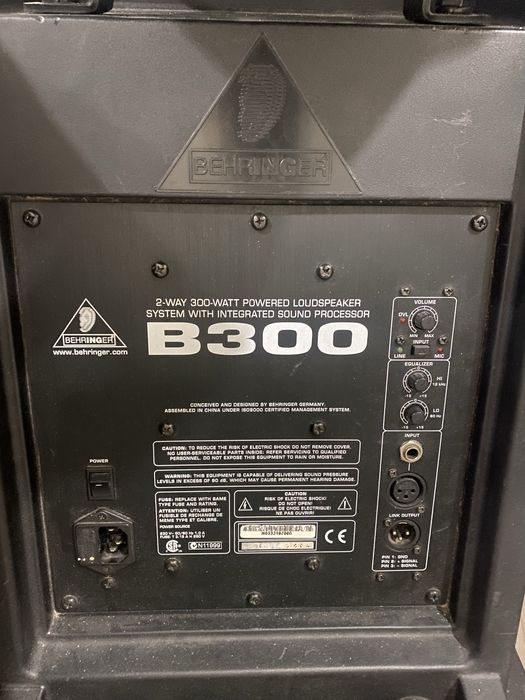 BEHRINGER
2-WAY 300-WATT POWERED LOUDSPEAKER
SYSTEM WITH INTEGRATED SOUND PROCESSOR
B300
BEHRINGER
www.behringer.com
CONCEIVED AND DESIGNED BY BEHRINGER GERMANY.
ASSEMBLED IN CHINA UNDER ISO9000 CERTIFIED MANAGEMENT SYSTEM.
VOLUME
OVL
MIN MAX
INPUT
LINE MIC
EQUALIZER
HI
12 kHz
-15 +15
LO
80 Hz
-15 +15
INPUT
LINK OUTPUT
PIN 1: GND
PIN 2: + SIGNAL
PIN 3: – SIGNAL
POWER
CAUTION: TO REDUCE THE RISK OF ELECTRIC SHOCK DO NOT REMOVE COVER.
NO USER-SERVICEABLE PARTS INSIDE: REFER SERVICING TO QUALIFIED
PERSONNEL. DO NOT EXPOSE THIS EQUIPMENT TO RAIN OR MOISTURE.
WARNING: THIS EQUIPMENT IS CAPABLE OF DELIVERING SOUND PRESSURE
LEVELS IN EXCESS OF 90 dB, WHICH MAY CAUSE PERMANENT HEARING DAMAGE.
FUSE: REPLACE WITH SAME
TYPE FUSE AND RATING.
ATTENTION: UTILISER UN
FUSIBLE DE RECHANGE DE
MEME TYPE ET CALIBRE.
POWER SOURCE
N11999
CAUTION
RISK OF ELECTRIC SHOCK!
DO NOT OPEN!
RISQUE DE CHOC ELECTRIQUE!
NE PAS OUVRIR!
CE